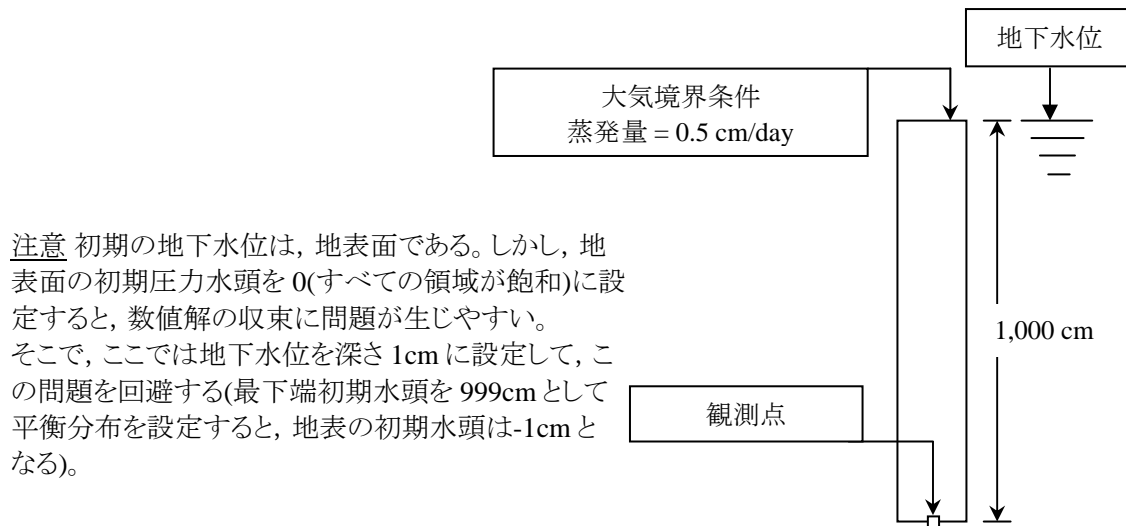 地下水位
大気境界条件
蒸発量 = 0.5 cm/day
注意 初期の地下水位は, 地表面である。しかし, 地
表面の初期圧力水頭を 0(すべての領域が飽和)に設
定すると, 数値解の収束に問題が生じやすい。
そこで, ここでは地下水位を深さ 1cm に設定して, こ
の問題を回避する(最下端初期水頭を 999cm として
平衡分布を設定すると, 地表の初期水頭は-1cm と
なる)。
1,000 cm
観測点